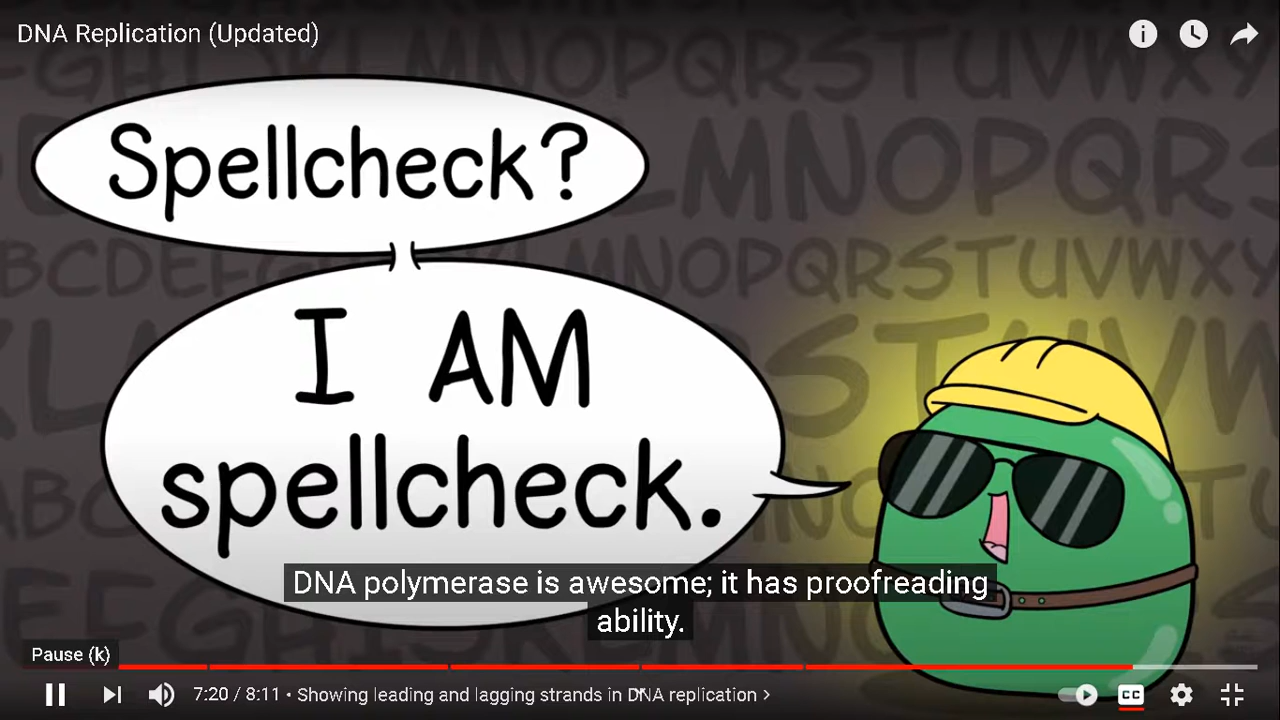 DNA Replication (Updated)
Spellcheck?
I AM
spellcheck.
DNA polymerase is awesome; it has proofreading
ability.
Pause (k)
7:20 / 8:11 • Showing leading and lagging strands in DNA replication >
CC